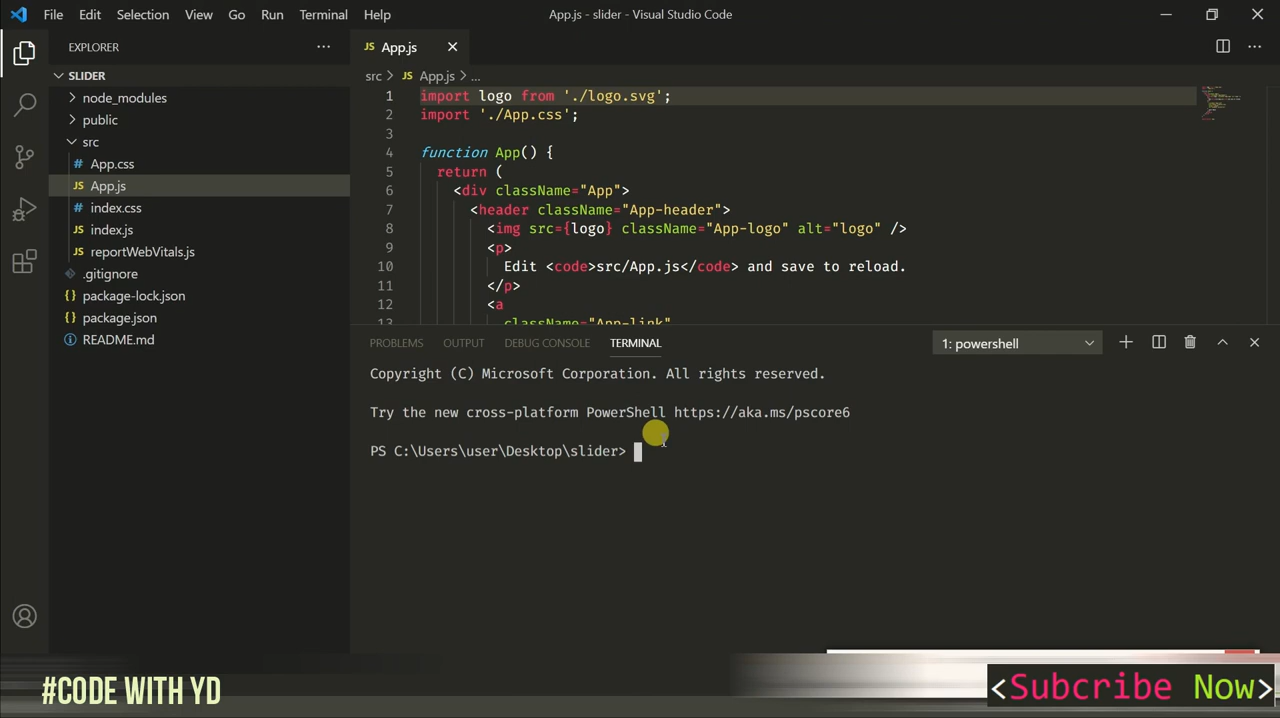 File Edit Selection View Go Run Terminal Help App.js - slider - Visual Studio Code
EXPLORER
SLIDER
node_modules
public
src
App.css
App.js
index.css
index.js
reportWebVitals.js
.gitignore
package-lock.json
package.json
README.md
App.js
src > App.js > ...
1 import logo from './logo.svg';
2 import './App.css';
3
4 function App() {
5 return (
6 <div className="App">
7 <header className="App-header">
8 <img src={logo} className="App-logo" alt="logo" />
9 <p>
10 Edit <code>src/App.js</code> and save to reload.
11 </p>
12 <a
13 className="App-link"
PROBLEMS OUTPUT DEBUG CONSOLE TERMINAL 1: powershell
Copyright (C) Microsoft Corporation. All rights reserved.
Try the new cross-platform PowerShell https://aka.ms/pscore6
PS C:\Users\user\Desktop\slider>
#CODE WITH YD
<Subcribe Now>